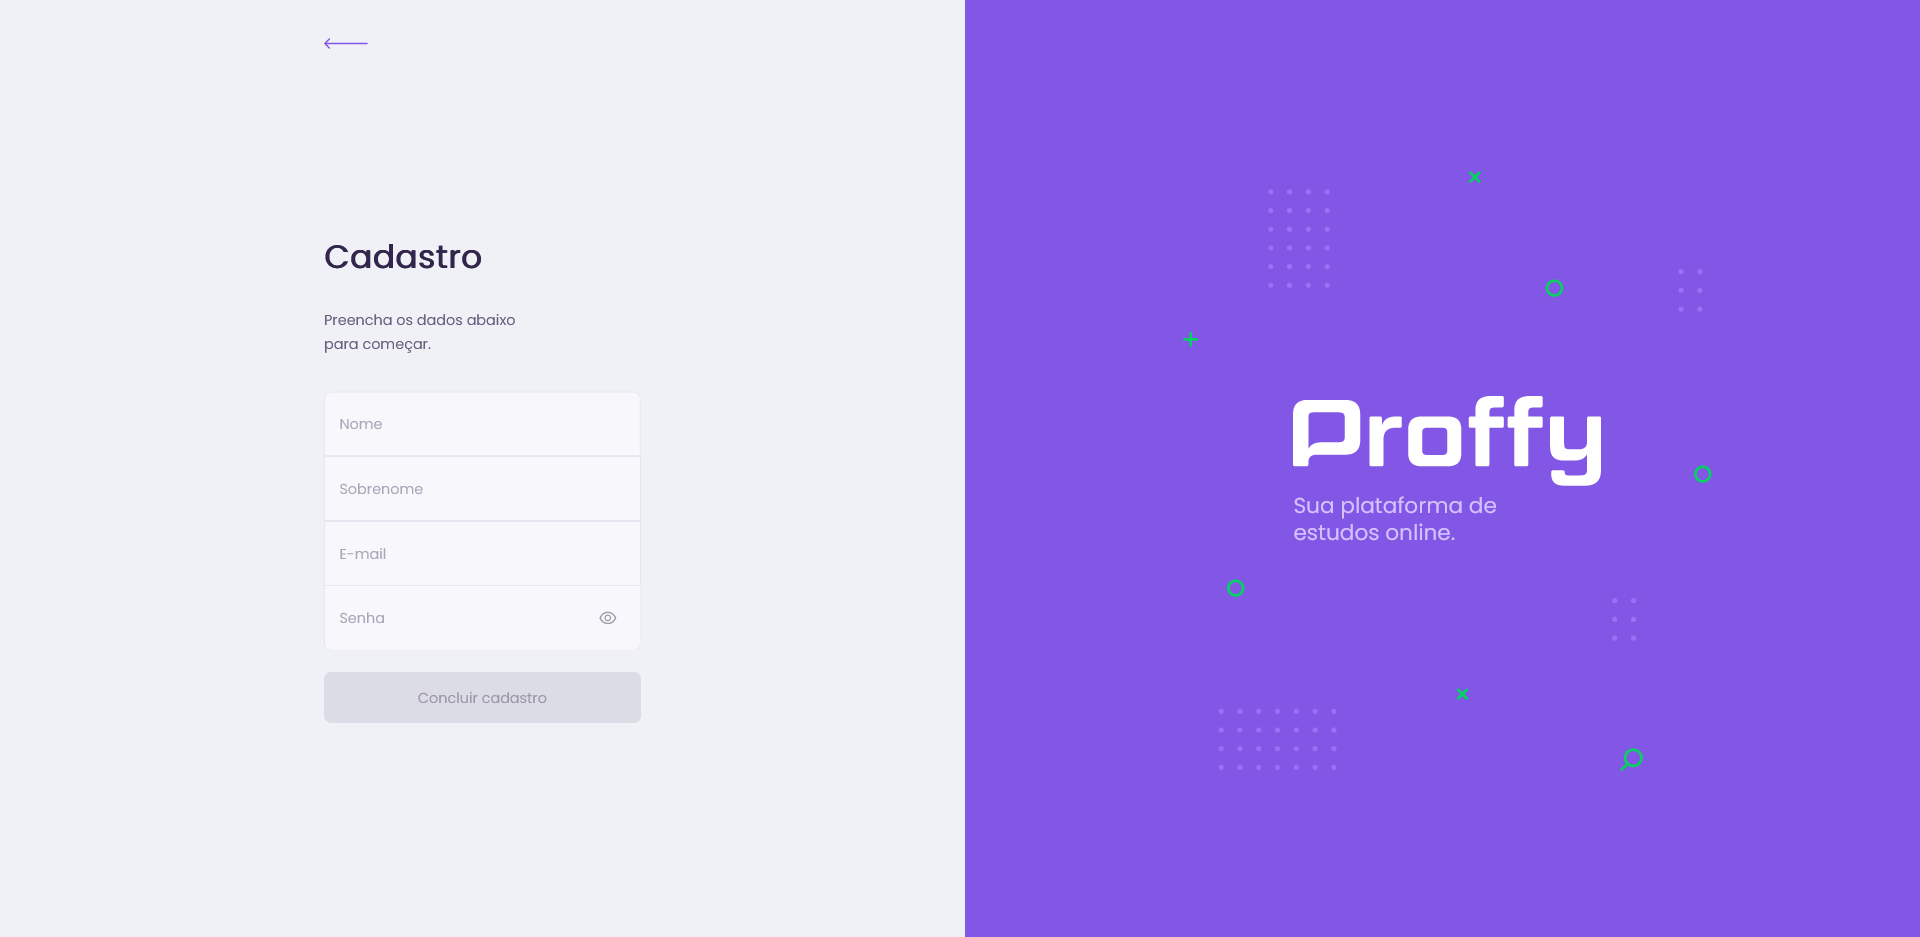 Cadastro
Preencha os dados abaixo
para começar.
Nome
Sobrenome
E-mail
Senha
Concluir cadastro
Proffy
Sua plataforma de
estudos online.